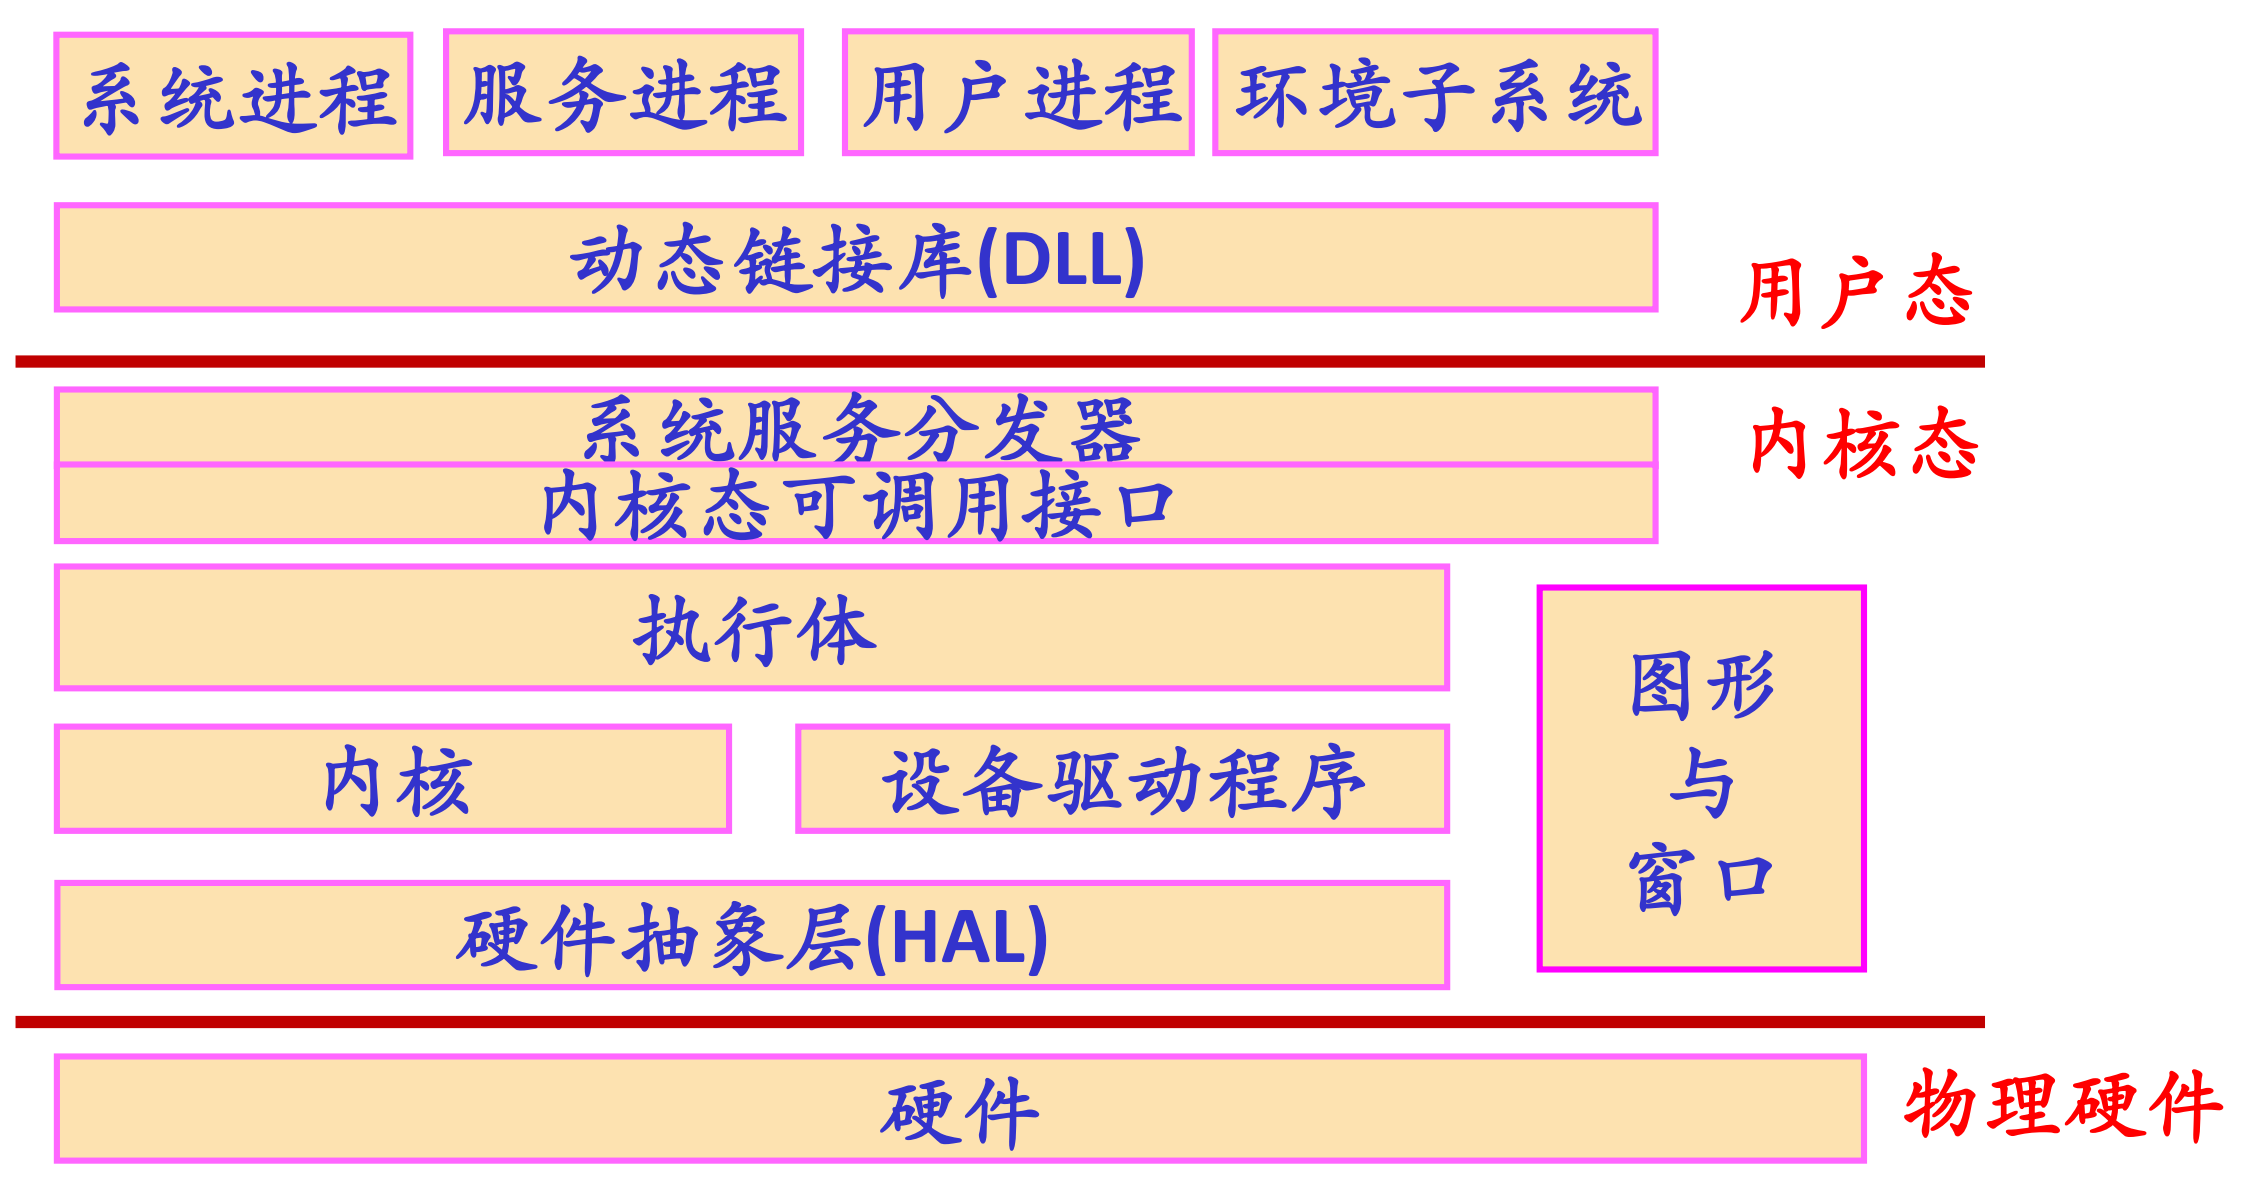 系统进程
服务进程
用户进程
环境子系统
动态链接库(DLL)
用户态
系统服务分发器
内核态
内核态可调用接口
执行体
图形
与
窗口
内核
设备驱动程序
硬件抽象层(HAL)
硬件
物理硬件